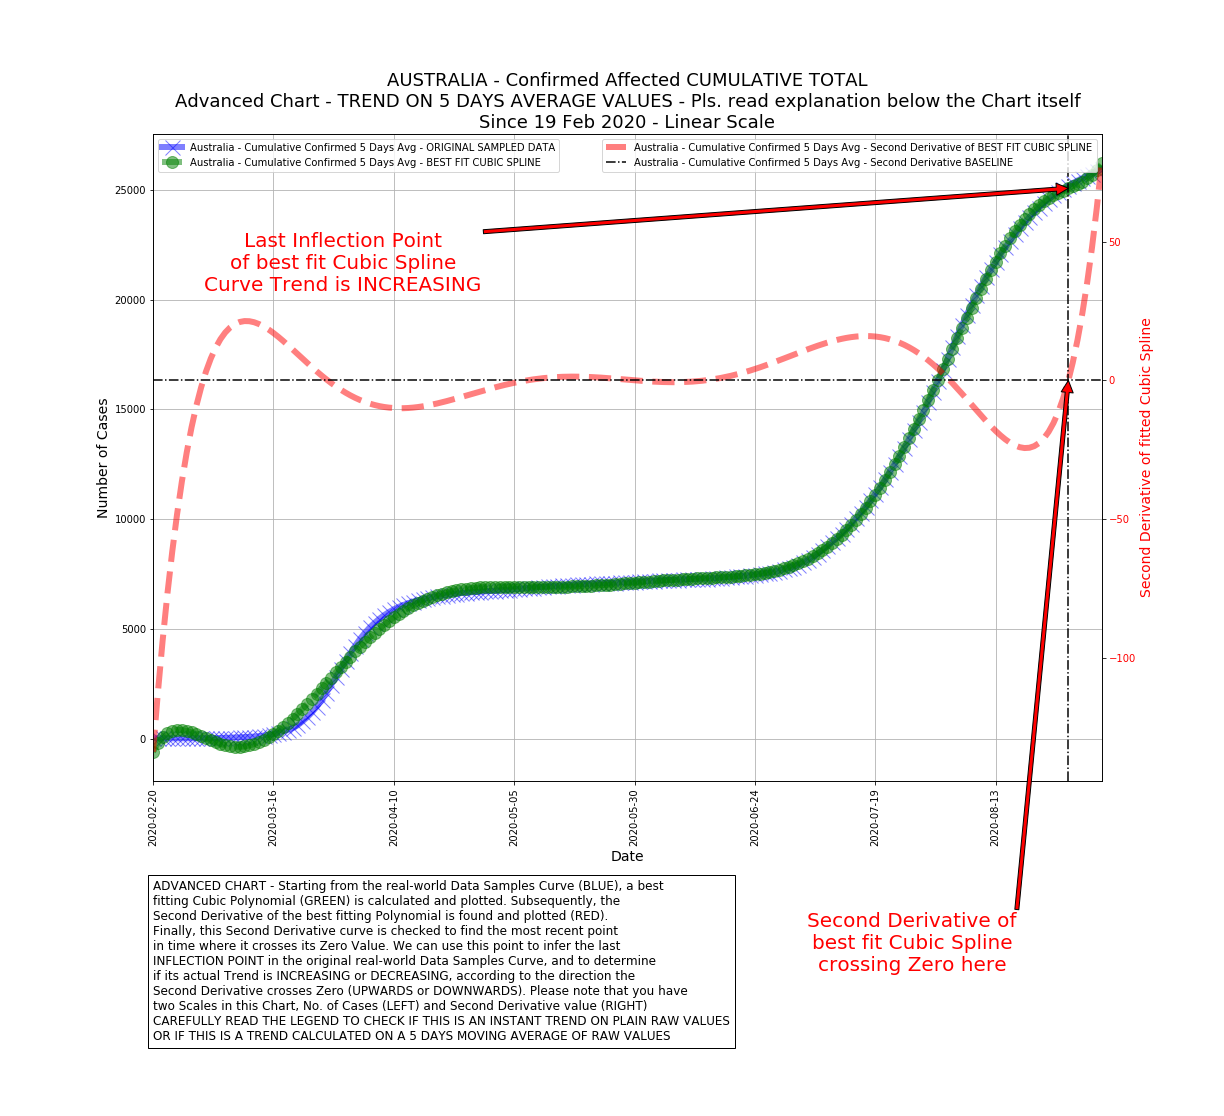 AUSTRALIA - Confirmed Affected CUMULATIVE TOTAL
Advanced Chart - TREND ON 5 DAYS AVERAGE VALUES - Pls. read explanation below the Chart itself
Since 19 Feb 2020 - Linear Scale
Australia - Cumulative Confirmed 5 Days Avg - ORIGINAL SAMPLED DATA
Australia - Cumulative Confirmed 5 Days Avg - BEST FIT CUBIC SPLINE
Australia - Cumulative Confirmed 5 Days Avg - Second Derivative of BEST FIT CUBIC SPLINE
Australia - Cumulative Confirmed 5 Days Avg - Second Derivative BASELINE
Last Inflection Point
of best fit Cubic Spline
Curve Trend is INCREASING
Number of Cases
25000
20000
15000
10000
5000
0
50
0
−50
−100
Second Derivative of fitted Cubic Spline
2020-02-20
2020-03-16
2020-04-10
2020-05-05
2020-05-30
2020-06-24
2020-07-19
2020-08-13
Date
ADVANCED CHART - Starting from the real-world Data Samples Curve (BLUE), a best
fitting Cubic Polynomial (GREEN) is calculated and plotted. Subsequently, the
Second Derivative of the best fitting Polynomial is found and plotted (RED).
Finally, this Second Derivative curve is checked to find the most recent point
in time where it crosses its Zero Value. We can use this point to infer the last
INFLECTION POINT in the original real-world Data Samples Curve, and to determine
if its actual Trend is INCREASING or DECREASING, according to the direction the
Second Derivative crosses Zero (UPWARDS or DOWNWARDS). Please note that you have
two Scales in this Chart, No. of Cases (LEFT) and Second Derivative value (RIGHT)
CAREFULLY READ THE LEGEND TO CHECK IF THIS IS AN INSTANT TREND ON PLAIN RAW VALUES
OR IF THIS IS A TREND CALCULATED ON A 5 DAYS MOVING AVERAGE OF RAW VALUES
Second Derivative of
best fit Cubic Spline
crossing Zero here